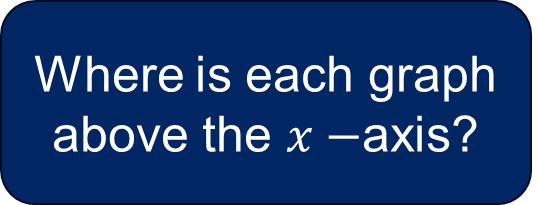 Where is each graph
above the 𝑥 −axis?